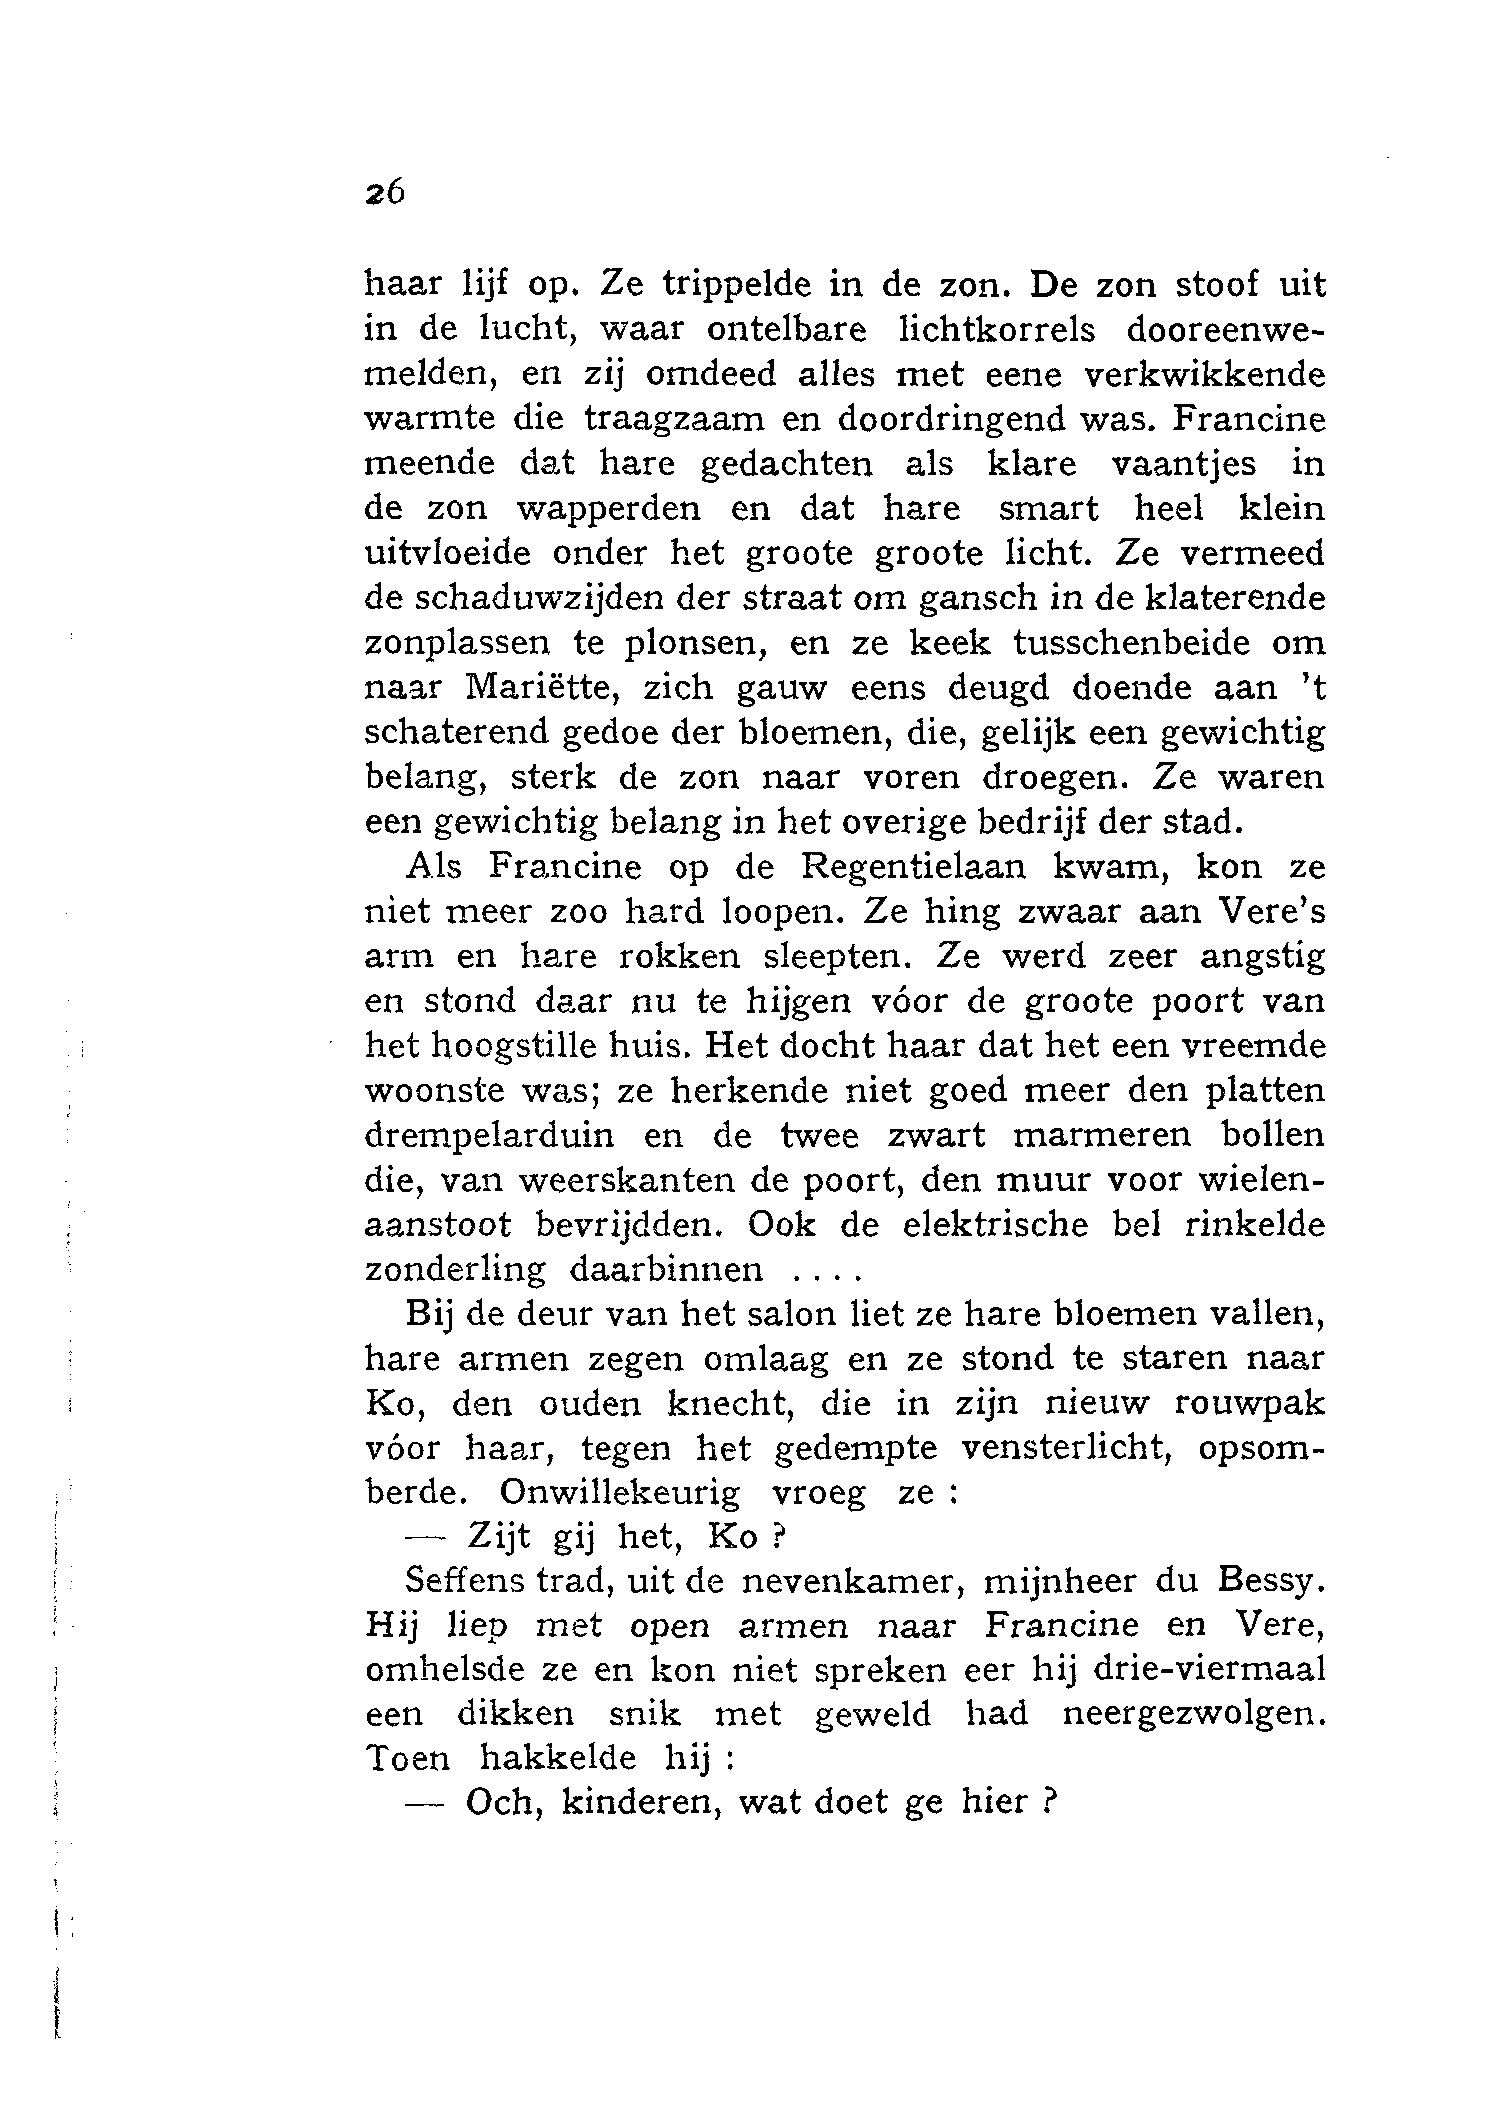 26
haar lijf op. Ze trippelde in de zon. De zon stoof uit
in de lucht, waar ontelbare lichtkorrels dooreenwe-
melden, en zij omdeed alles met eene verkwikkende
warmte die traagzaam en doordringend was. Francine
meende dat hare gedachten als klare vaantjes in
de zon wapperden en dat hare smart heel klein
uitvloeide onder het groote groote licht. Ze vermeed
de schaduwzijden der straat om gansch in de klaterende
zonplassen te plonsen, en ze keek tusschenbeide om
naar Mariëtte, zich gauw eens deugd doende aan 't
schaterend gedoe der bloemen, die, gelijk een gewichtig
belang, sterk de zon naar voren droegen. Ze waren
een gewichtig belang in het overige bedrijf der stad.
Als Francine op de Regentielaan kwam, kon ze
niet meer zoo hard loopen. Ze hing zwaar aan Vere's
arm en hare rokken sleepten. Ze werd zeer angstig
en stond daar nu te hijgen vóor de groote poort van
het hoogstille huis. Het docht haar dat het een vreemde
woonste was; ze herkende niet goed meer den platten
drempelarduin en de twee zwart marmeren bollen
die, van weerskanten de poort, den muur voor wielen-
aanstoot bevrijdden. Ook de elektrische bel rinkelde
zonderling daarbinnen ....
Bij de deur van het salon liet ze hare bloemen vallen,
hare armen zegen omlaag en ze stond te staren naar
Ko, den ouden knecht, die in zijn nieuw rouwpak
vóor haar, tegen het gedempte vensterlicht, opsom-
berde. Onwillekeurig vroeg ze :
— Zijt gij het, Ko ?
Seffens trad, uit de nevenkamer, mijnheer du Bessy.
Hij liep met open armen naar Francine en Vere,
omhelsde ze en kon niet spreken eer hij drie-viermaal
een dikken snik met geweld had neergezwolgen.
Toen hakkelde hij :
— Och, kinderen, wat doet ge hier ?